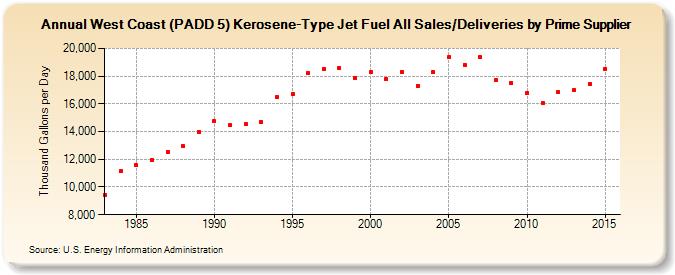 Annual West Coast (PADD 5) Kerosene-Type Jet Fuel All Sales/Deliveries by Prime Supplier
Thousand Gallons per Day
20,000
18,000
16,000
14,000
12,000
10,000
8,000
1985 1990 1995 2000 2005 2010 2015
Source: U.S. Energy Information Administration